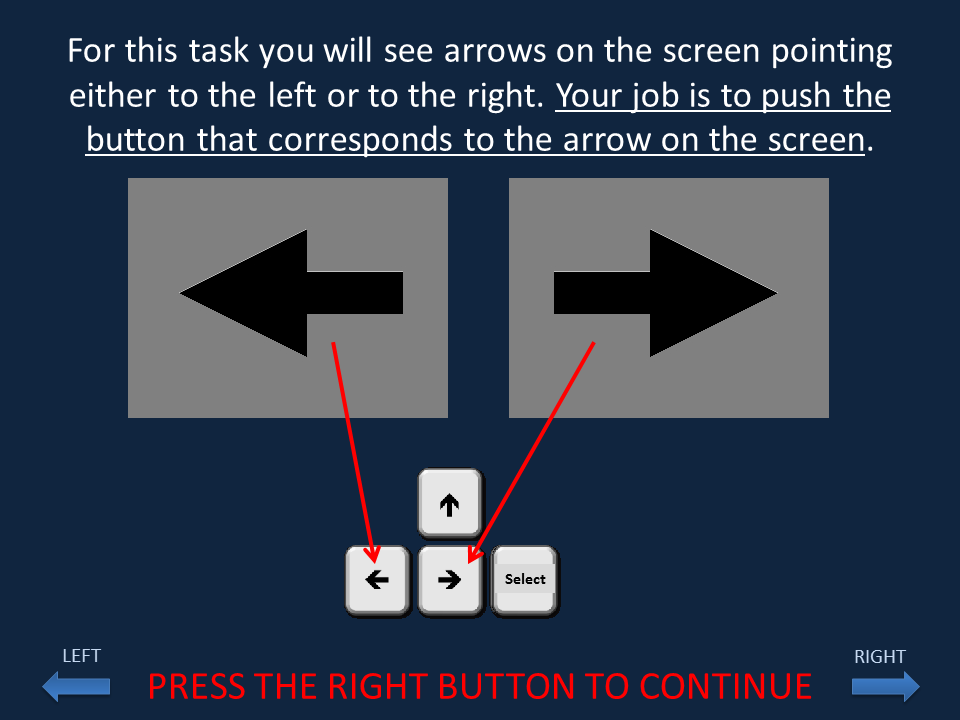 For this task you will see arrows on the screen pointing
either to the left or to the right. Your job is to push the
button that corresponds to the arrow on the screen.
Select
LEFT
RIGHT
PRESS THE RIGHT BUTTON TO CONTINUE